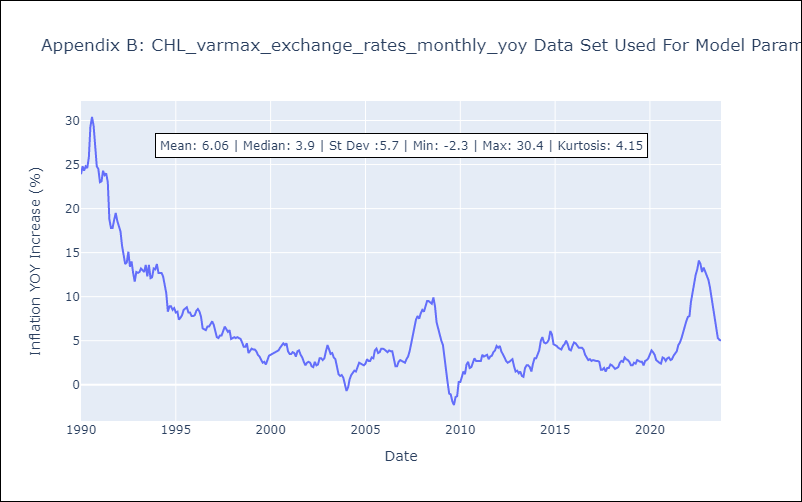 Appendix B: CHL_varmax_exchange_rates_monthly_yoy Data Set Used For Model Param
Mean: 6.06 | Median: 3.9 | St Dev :5.7 | Min: -2.3 | Max: 30.4 | Kurtosis: 4.15
Inflation YOY Increase (%)
30
25
20
15
10
5
0
1990 1995 2000 2005 2010 2015 2020
Date